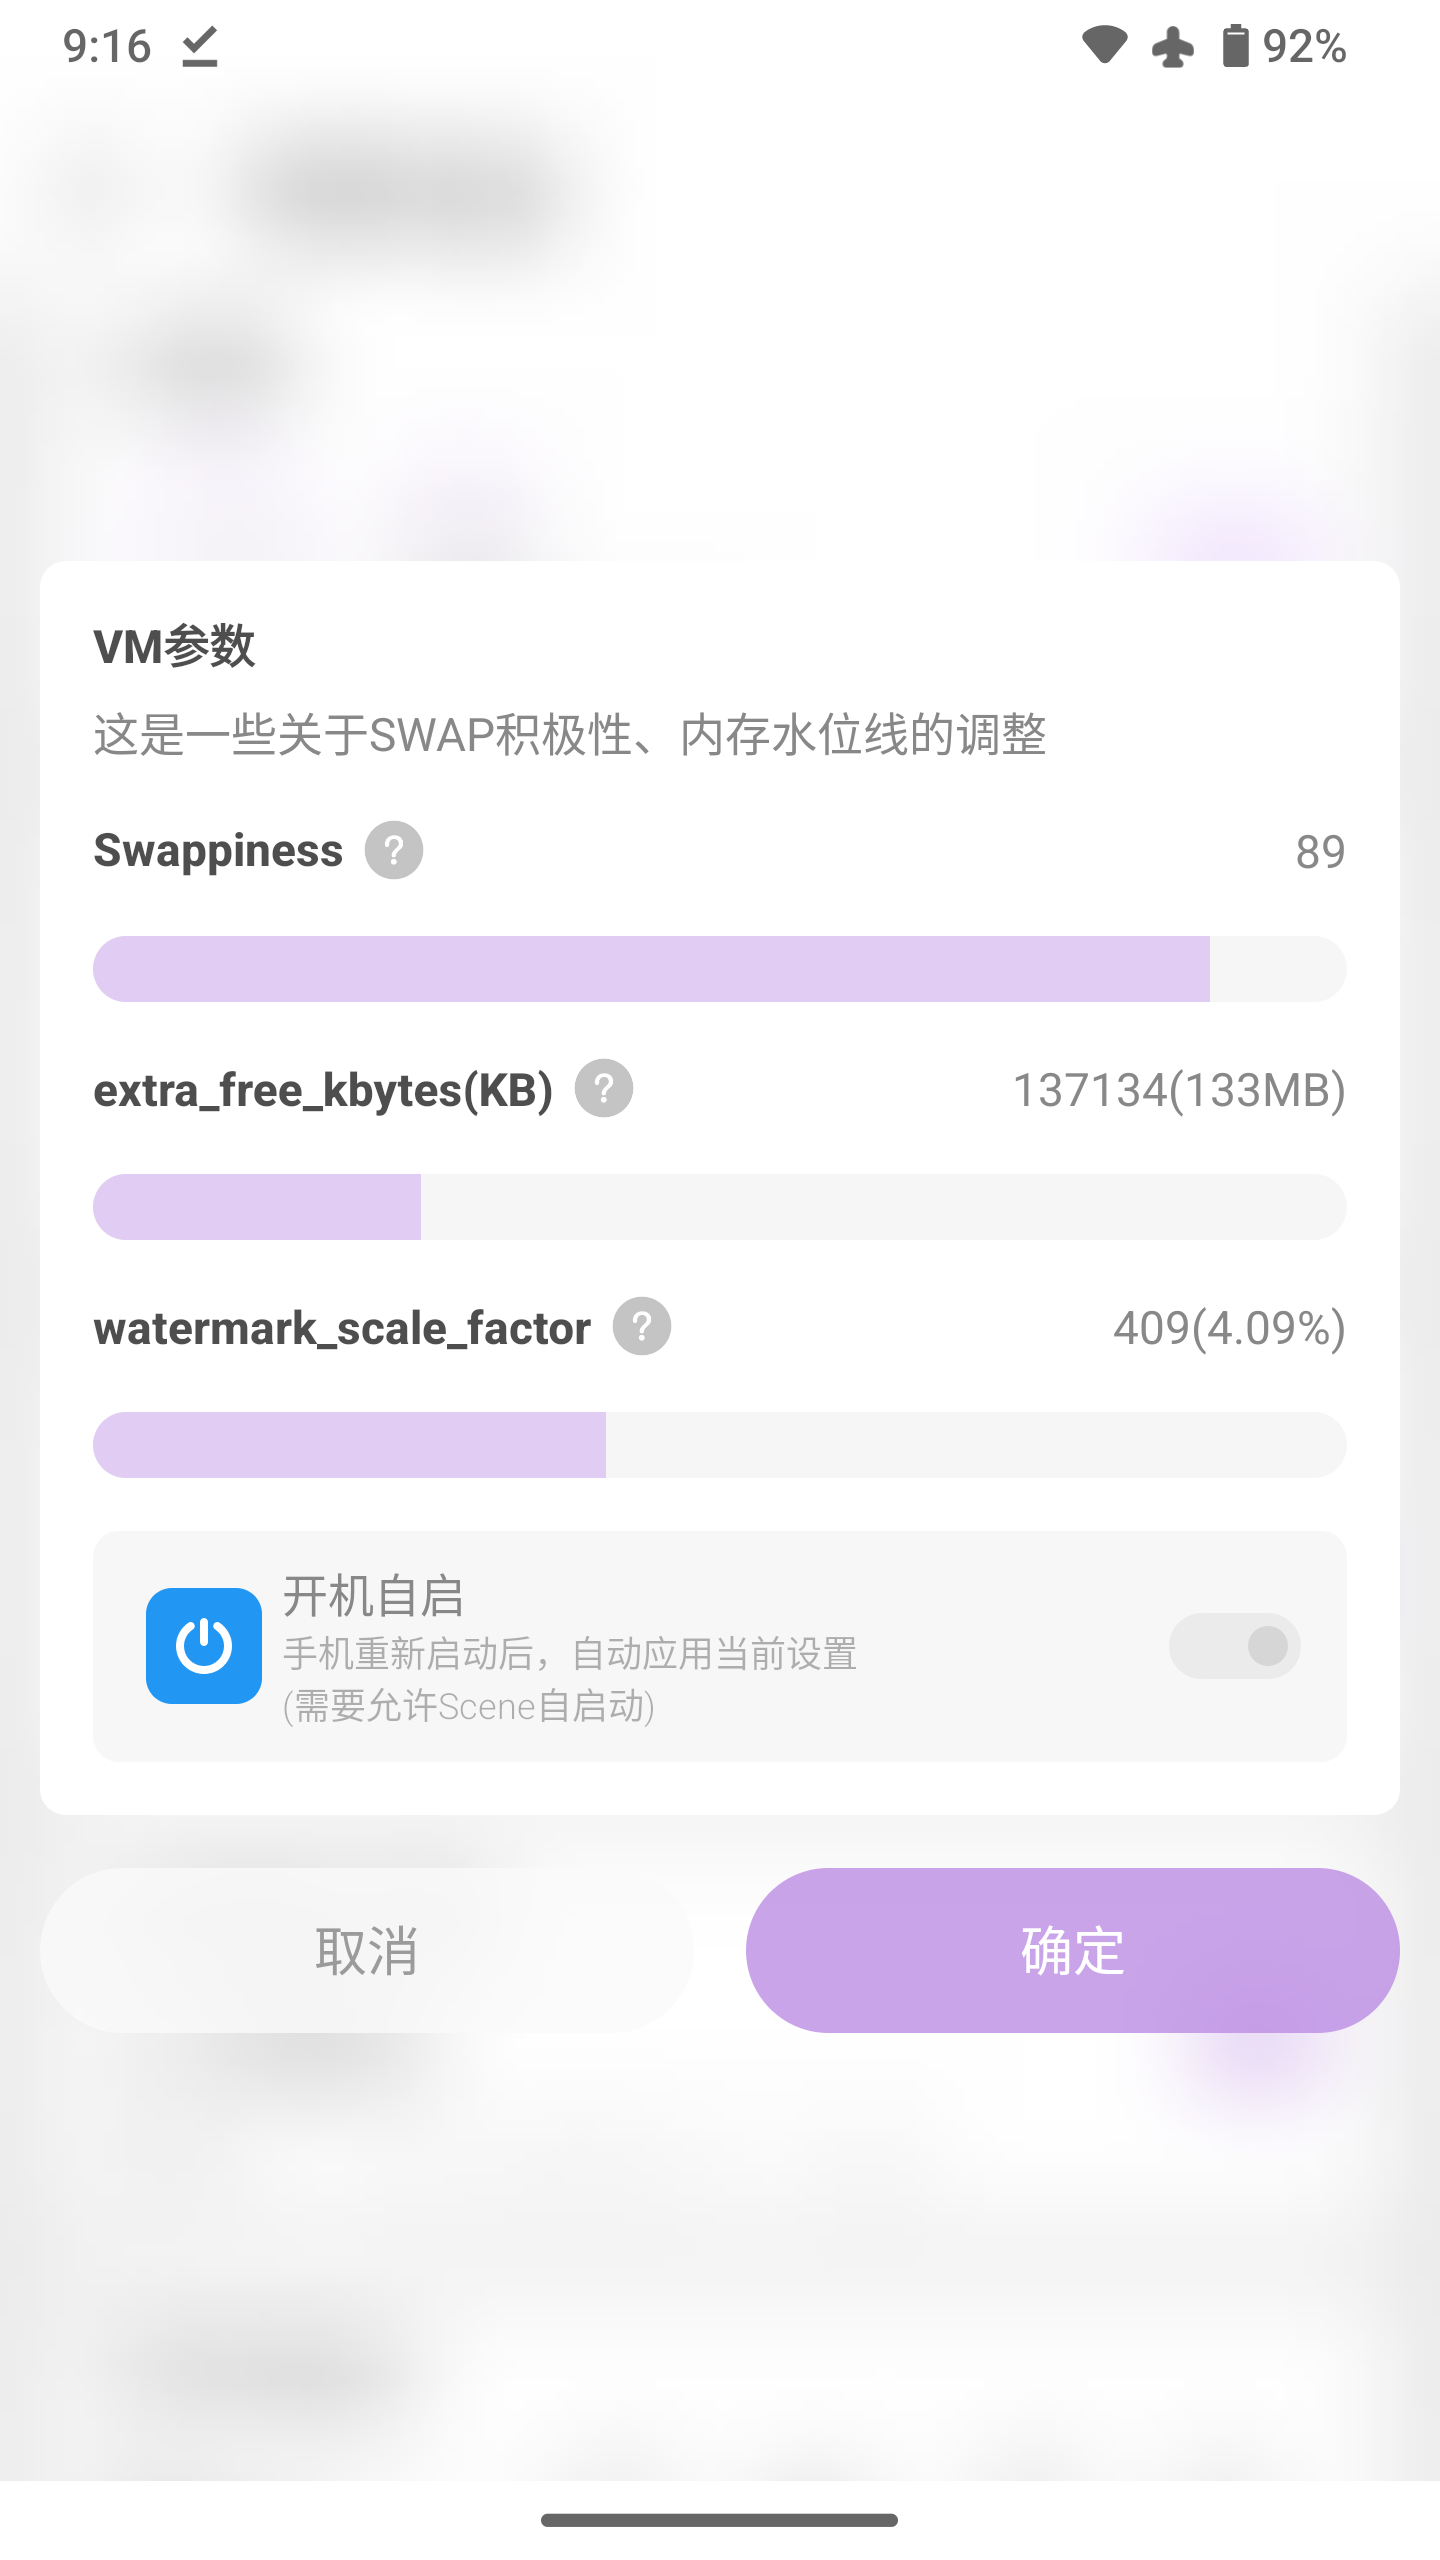 9:16
92%
VM参数
这是一些关于SWAP积极性、内存水位线的调整
Swappiness ?
89
extra_free_kbytes(KB) ?
137134(133MB)
watermark_scale_factor ?
409(4.09%)
开机自启
手机重新启动后，自动应用当前设置
(需要允许Scene自启动)
取消
确定